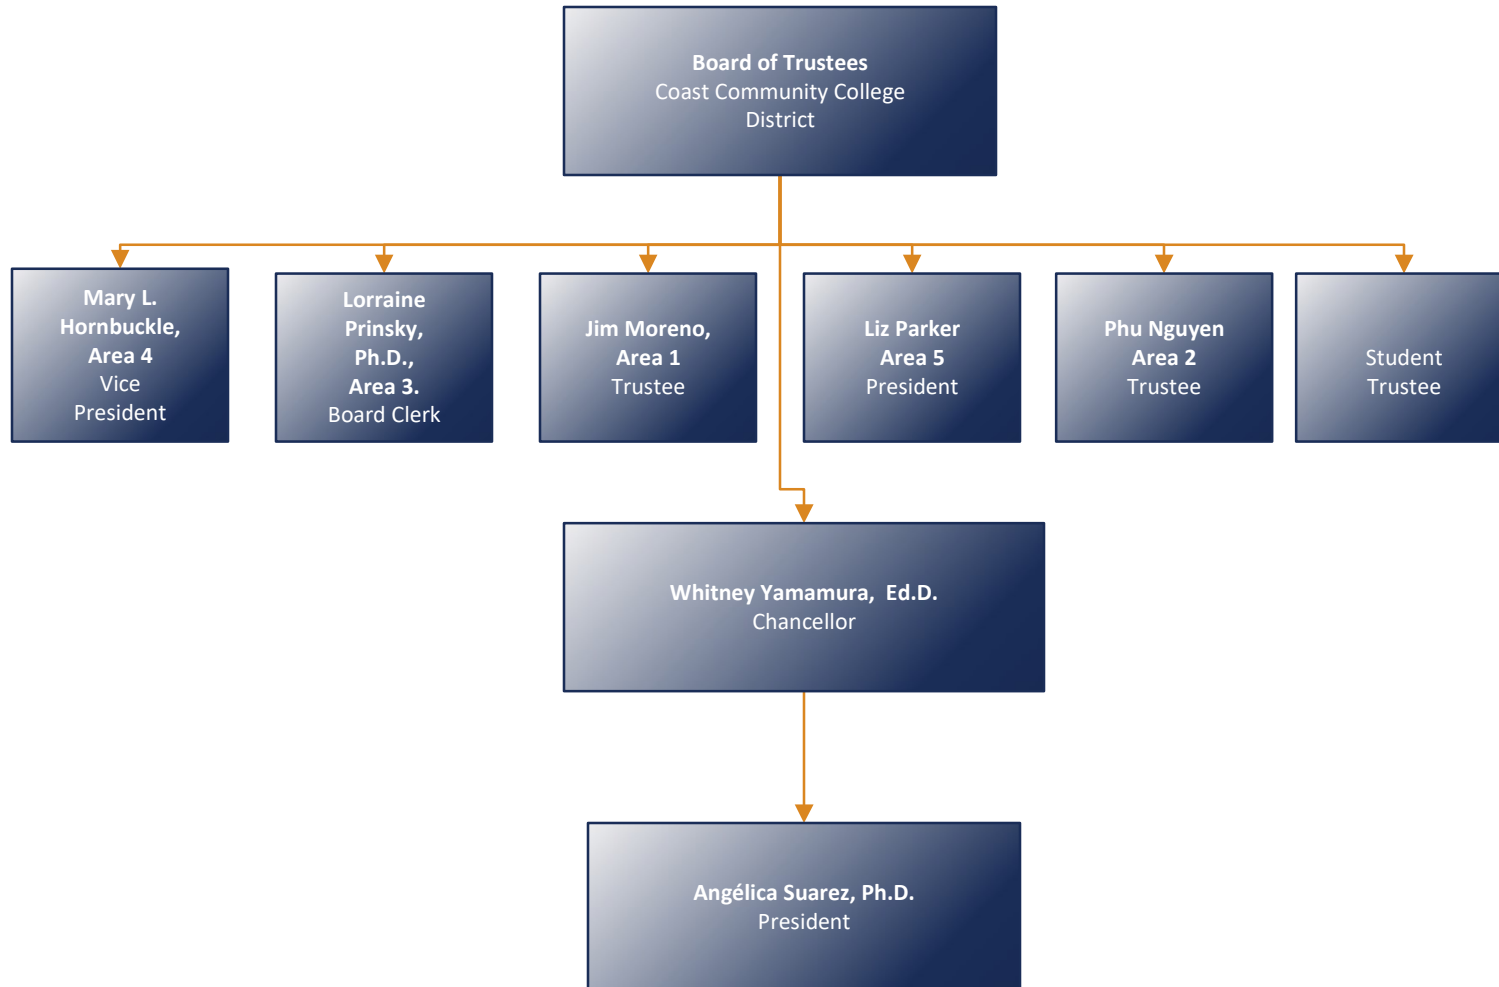 Board of Trustees
Coast Community College
District
Mary L.
Hornbuckle,
Area 4
Vice
President
Lorraine
Prinsky,
Ph.D.,
Area 3.
Board Clerk
Jim Moreno,
Area 1
Trustee
Liz Parker
Area 5
President
Phu Nguyen
Area 2
Trustee
Student
Trustee
Whitney Yamamura,  Ed.D.
Chancellor
Angélica Suarez, Ph.D.
President